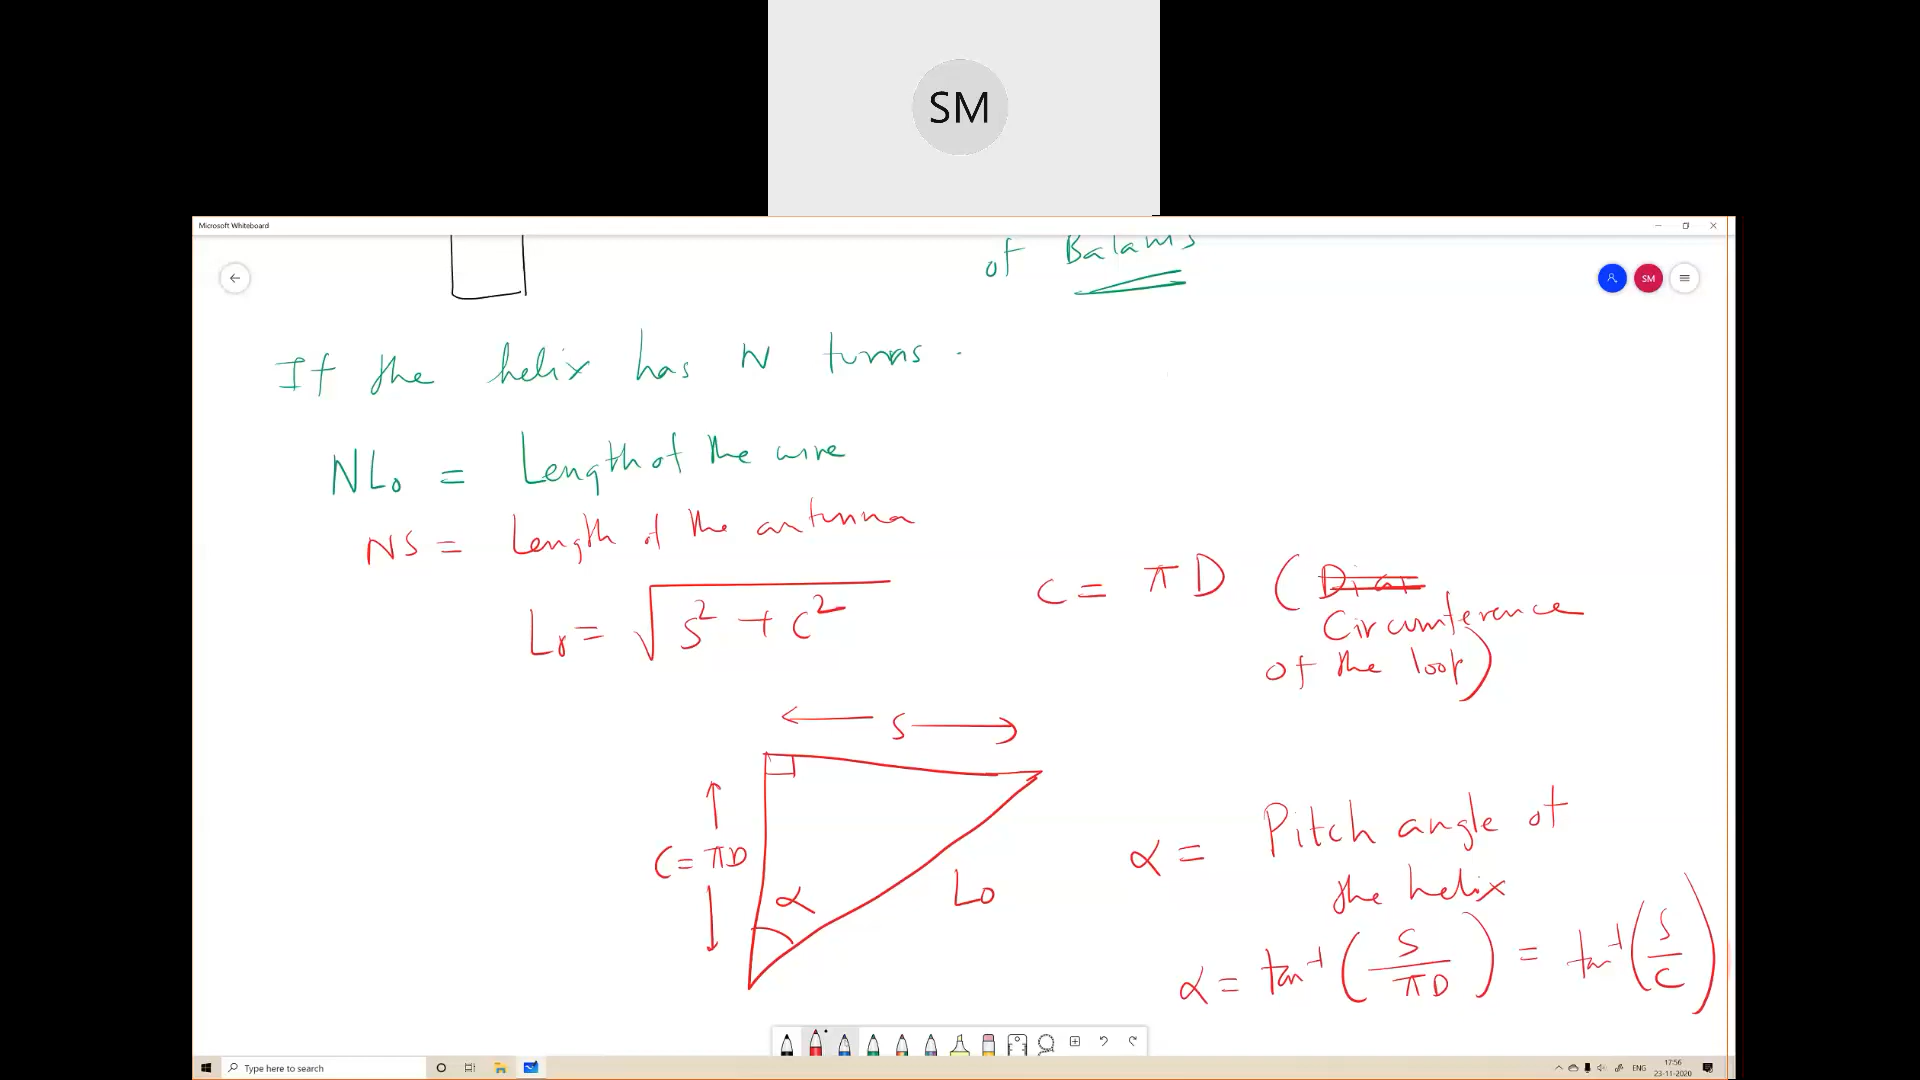 SM
Microsoft Whiteboard
of Balanis
SM
If the helix has N turns.
NL₀ = Length of the wire
NS = Length of the antenna
L₀ = √(S² + C²)
C = πD (
Circumference
of the loop)
S
C = πD
α
L₀
α = Pitch angle of
the helix
α = tan⁻¹(S/πD) = tan⁻¹(S/C)
Type here to search
ENG
17:56
23-11-2020